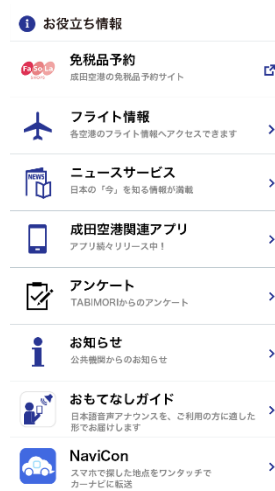 お役立ち情報
免税品予約
Fa So La
成田空港の免税品予約サイト
フライト情報
各空港のフライト情報へアクセスできます
ニュースサービス
NEWS
日本の「今」を知る情報が満載
成田空港関連アプリ
アプリ続々リリース中！
アンケート
TABIMORIからのアンケート
お知らせ
公共機関からのお知らせ
おもてなしガイド
日本語音声アナウンスを、ご利用の方に適した
形でお届けします
NaviCon
スマホで探した地点をワンタッチで
カーナビに転送